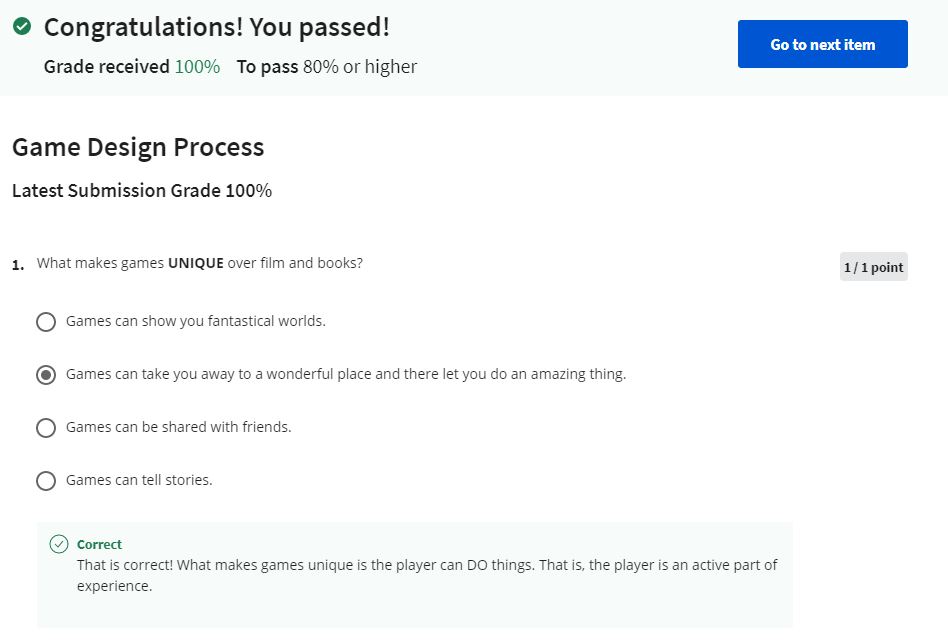 Congratulations! You passed!
Grade received 100% To pass 80% or higher
Go to next item
Game Design Process
Latest Submission Grade 100%
1. What makes games UNIQUE over film and books?
1 / 1 point
Games can show you fantastical worlds.
Games can take you away to a wonderful place and there let you do an amazing thing.
Games can be shared with friends.
Games can tell stories.
Correct
That is correct! What makes games unique is the player can DO things. That is, the player is an active part of
experience.